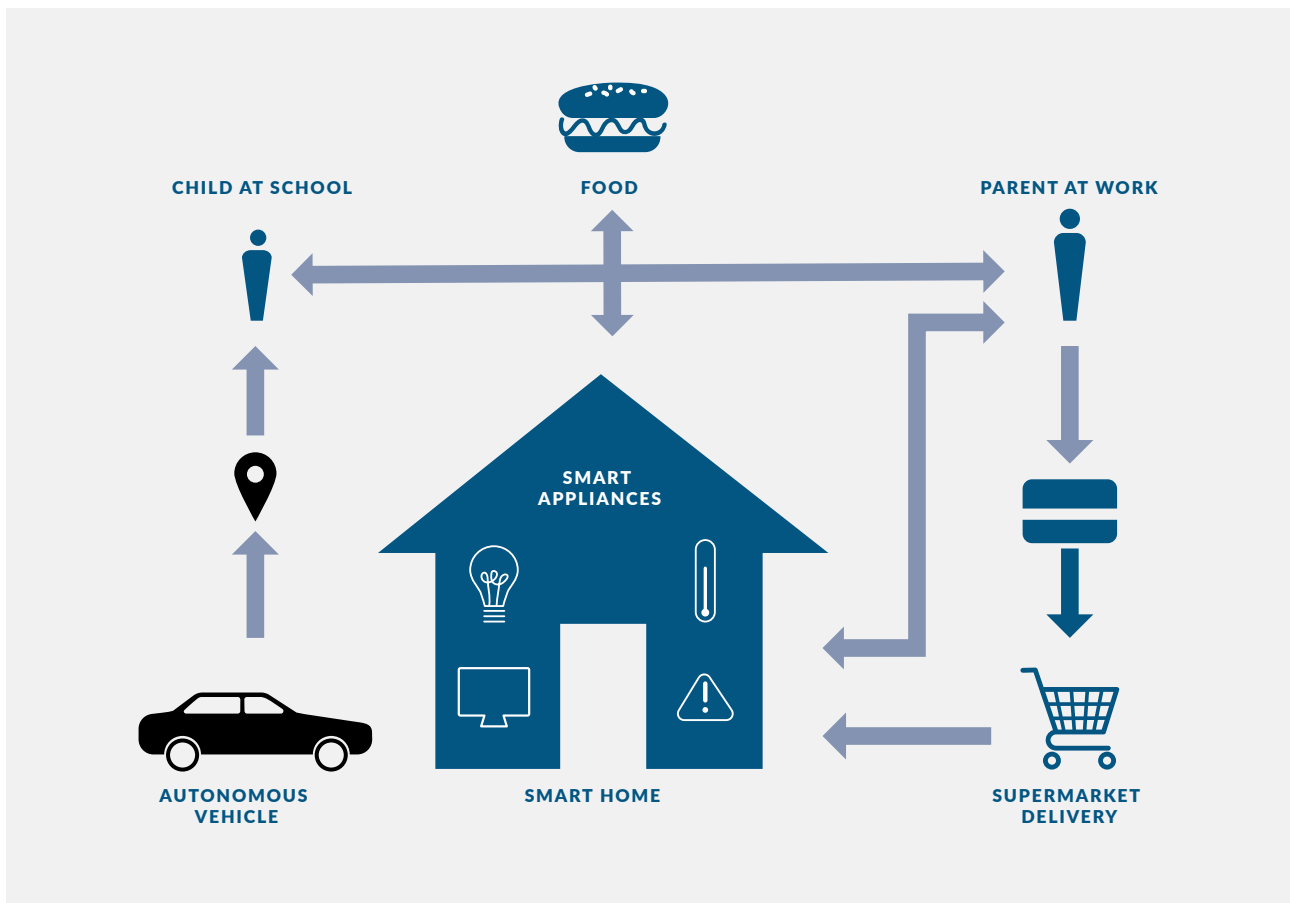 CHILD AT SCHOOL
FOOD
PARENT AT WORK
SMART
APPLIANCES
AUTONOMOUS
VEHICLE
SMART HOME
SUPERMARKET
DELIVERY